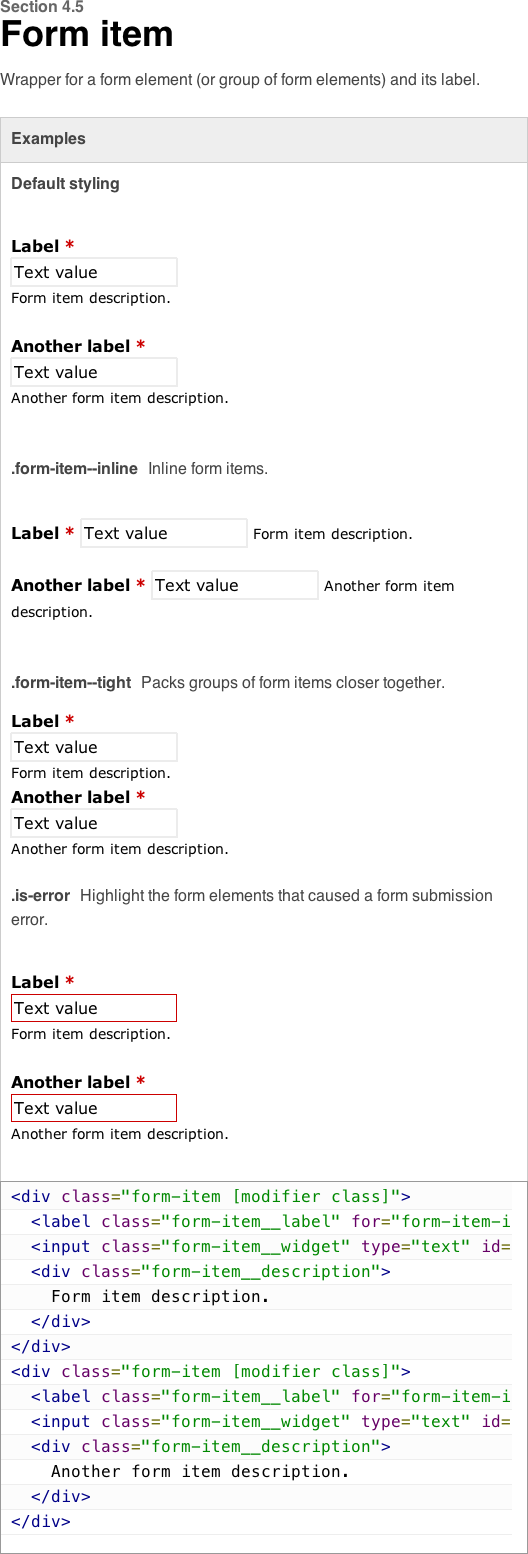 Section 4.5
Form item
Wrapper for a form element (or group of form elements) and its label.
Examples
Default styling
Label *
Text value
Form item description.
Another label *
Text value
Another form item description.
.form-item--inline Inline form items.
Label * Text value Form item description.
Another label * Text value Another form item
description.
.form-item--tight Packs groups of form items closer together.
Label *
Text value
Form item description.
Another label *
Text value
Another form item description.
.is-error Highlight the form elements that caused a form submission
error.
Label *
Text value
Form item description.
Another label *
Text value
Another form item description.
<div class="form-item [modifier class]">
  <label class="form-item__label" for="form-item-i
  <input class="form-item__widget" type="text" id=
  <div class="form-item__description">
    Form item description.
  </div>
</div>
<div class="form-item [modifier class]">
  <label class="form-item__label" for="form-item-i
  <input class="form-item__widget" type="text" id=
  <div class="form-item__description">
    Another form item description.
  </div>
</div>